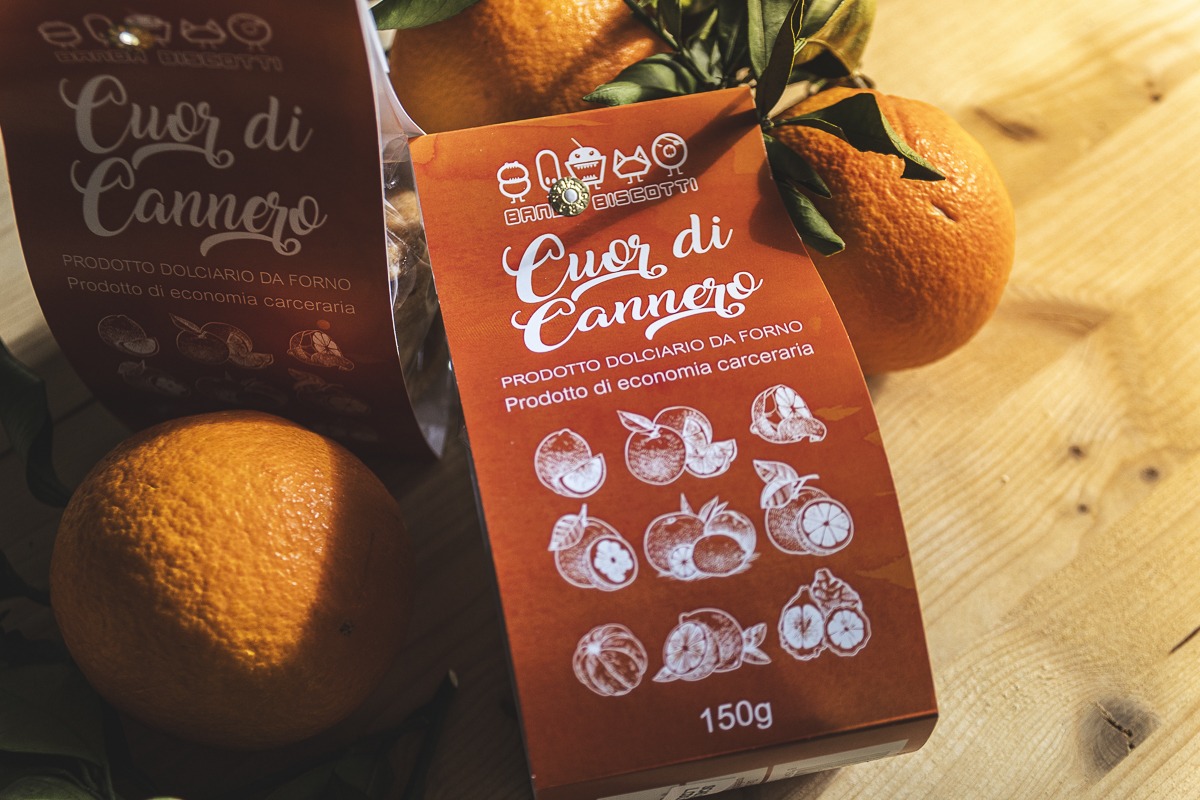 BANDA BISCOTTI
Cuor di
Cannero
PRODOTTO DOLCIARIO DA FORNO
Prodotto di economia carceraria
BISCOTTI
Cuor di
Cannero
PRODOTTO DOLCIARIO DA FORNO
Prodotto di economia carceraria
150g